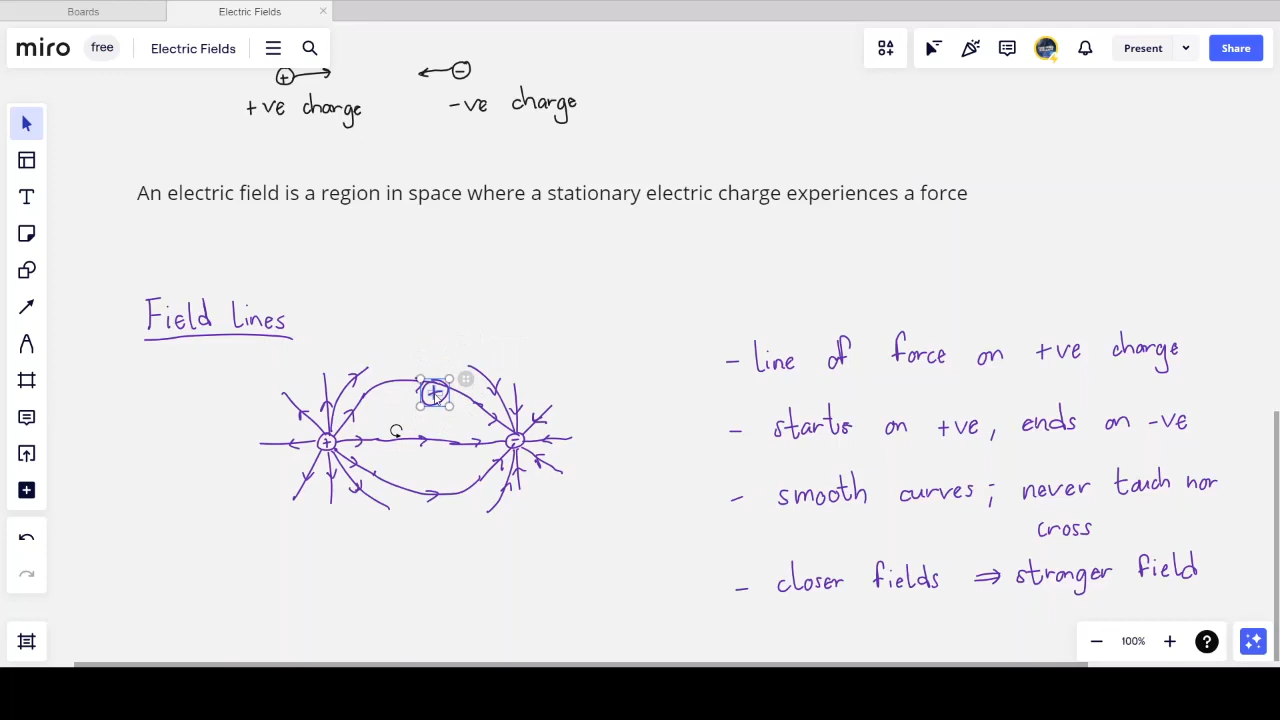 Boards
Electric Fields
miro
free
Electric Fields
Present
Share
+
-
+ve charge
-ve charge
An electric field is a region in space where a stationary electric charge experiences a force
Field Lines
+
+
-
- line of force on +ve charge
- starts on +ve, ends on -ve
- smooth curves; never touch nor
cross
- closer fields ⇒ stronger field
100%
?